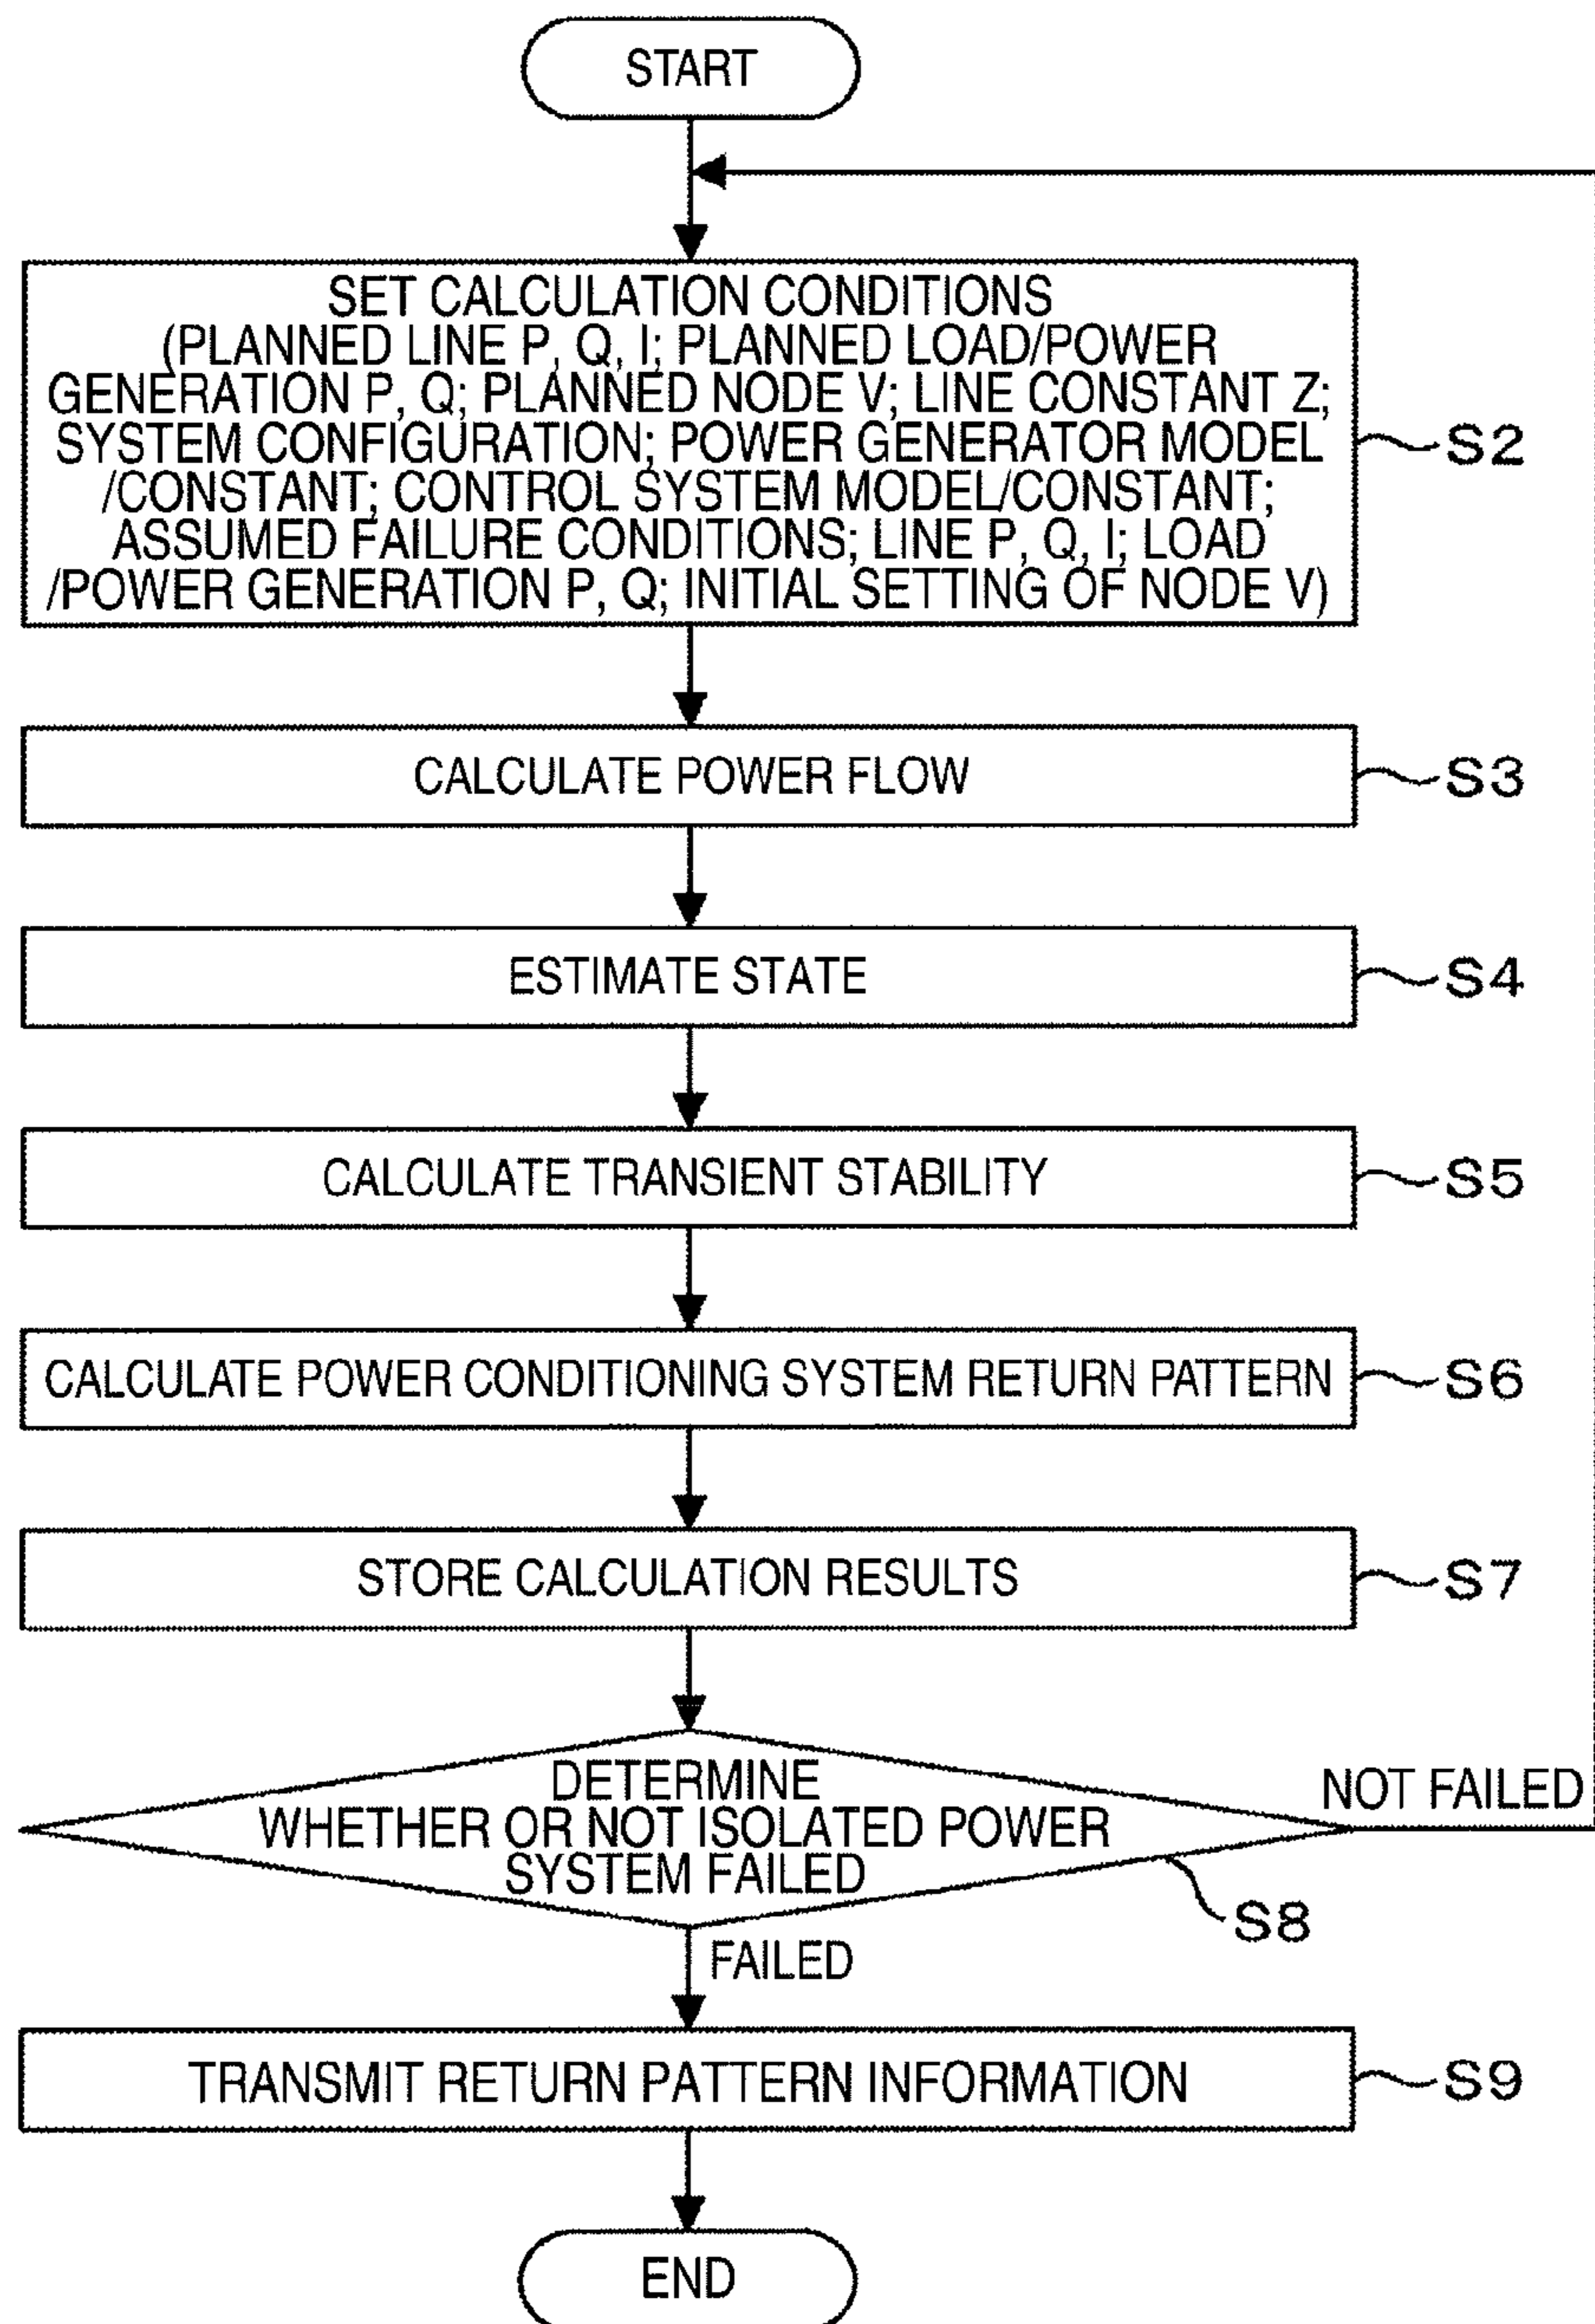 START
SET CALCULATION CONDITIONS
(PLANNED LINE P, Q, I; PLANNED LOAD/POWER
GENERATION P, Q; PLANNED NODE V; LINE CONSTANT Z;
SYSTEM CONFIGURATION; POWER GENERATOR MODEL
/CONSTANT; CONTROL SYSTEM MODEL/CONSTANT;
ASSUMED FAILURE CONDITIONS; LINE P, Q, I; LOAD
/POWER GENERATION P, Q; INITIAL SETTING OF NODE V)
S2
CALCULATE POWER FLOW
S3
ESTIMATE STATE
S4
CALCULATE TRANSIENT STABILITY
S5
CALCULATE POWER CONDITIONING SYSTEM RETURN PATTERN
S6
STORE CALCULATION RESULTS
S7
DETERMINE
WHETHER OR NOT ISOLATED POWER
SYSTEM FAILED
NOT FAILED
S8
FAILED
TRANSMIT RETURN PATTERN INFORMATION
S9
END